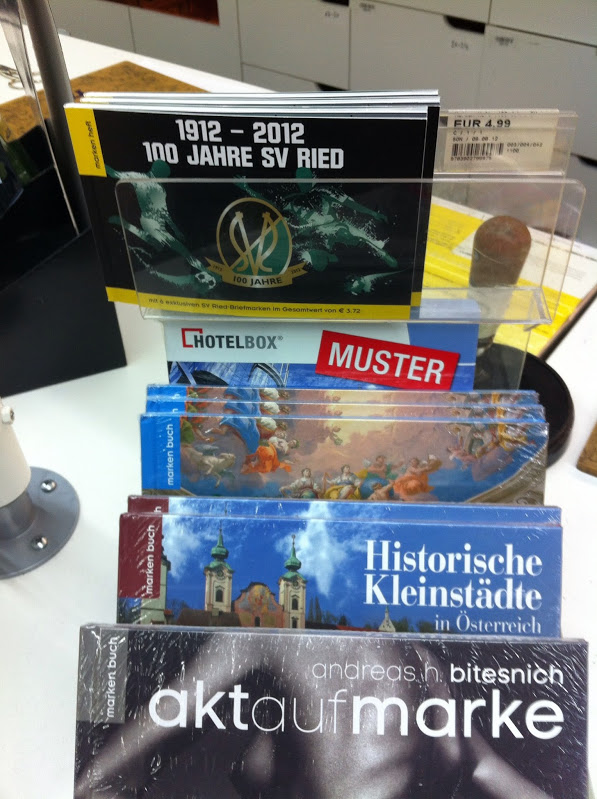 marken heft
1912 – 2012
100 JAHRE SV RIED
SVR
100 JAHRE
mit 6 exklusiven SV Ried-Briefmarken im Gesamtwert von € 3.72
EUR 4,99
HOTELBOX®
MUSTER
marken buch
marken buch
Historische
Kleinstädte
in Österreich
marken buch
andreas h. bitesnich
aktaufmarke